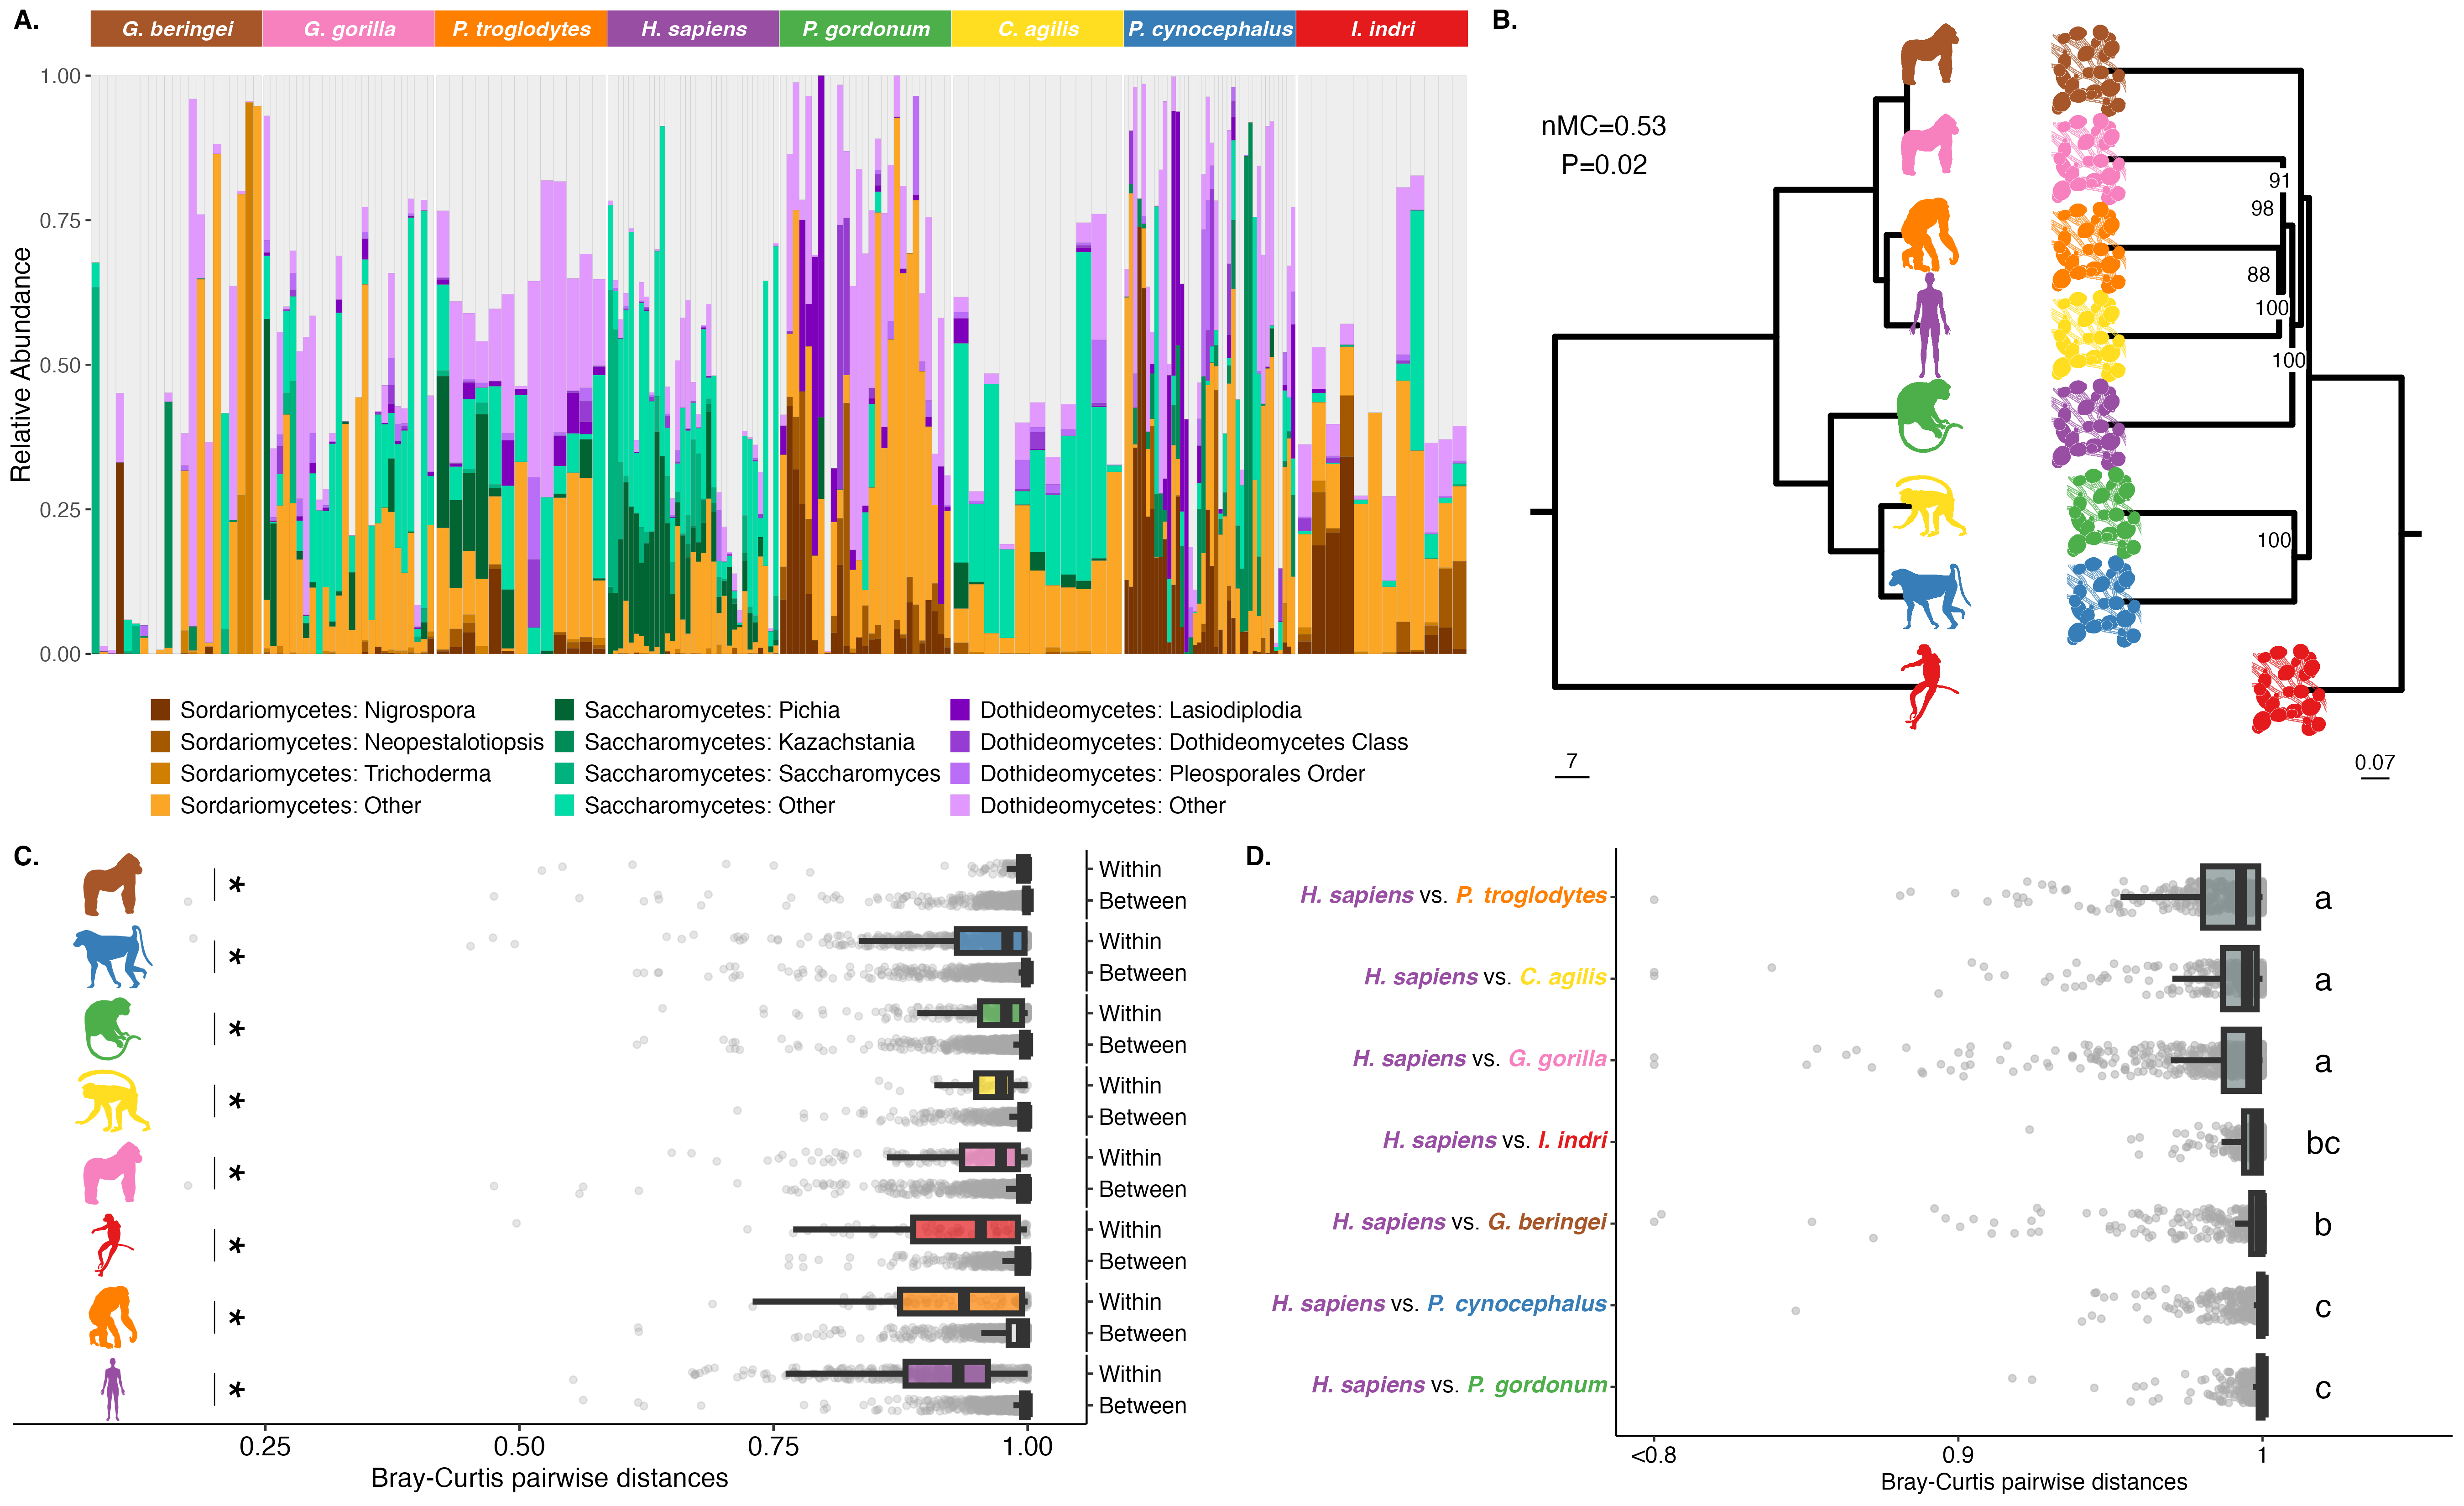 A.
G. beringei G. gorilla P. troglodytes H. sapiens P. gordonum C. agilis P. cynocephalus I. indri
Relative Abundance
1.00
0.75
0.50
0.25
0.00
Sordariomycetes: Nigrospora
Sordariomycetes: Neopestalotiopsis
Sordariomycetes: Trichoderma
Sordariomycetes: Other
Saccharomycetes: Pichia
Saccharomycetes: Kazachstania
Saccharomycetes: Saccharomyces
Saccharomycetes: Other
Dothideomycetes: Lasiodiplodia
Dothideomycetes: Dothideomycetes Class
Dothideomycetes: Pleosporales Order
Dothideomycetes: Other
B.
nMC=0.53
P=0.02
91
98
88
100
100
100
7
0.07
C.
* Within
Between
* Within
Between
* Within
Between
* Within
Between
* Within
Between
* Within
Between
* Within
Between
* Within
Between
0.25 0.50 0.75 1.00
Bray-Curtis pairwise distances
D.
H. sapiens vs. P. troglodytes a
H. sapiens vs. C. agilis a
H. sapiens vs. G. gorilla a
H. sapiens vs. I. indri bc
H. sapiens vs. G. beringei b
H. sapiens vs. P. cynocephalus c
H. sapiens vs. P. gordonum c
<0.8 0.9 1
Bray-Curtis pairwise distances